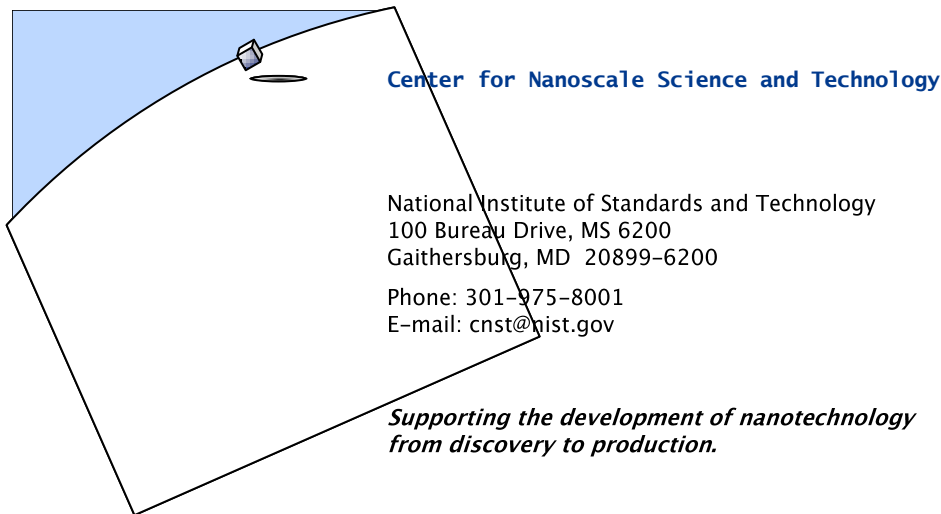 Center for Nanoscale Science and Technology
National Institute of Standards and Technology
100 Bureau Drive, MS 6200
Gaithersburg, MD  20899-6200
Phone: 301-975-8001
E-mail: cnst@nist.gov
Supporting the development of nanotechnology
from discovery to production.